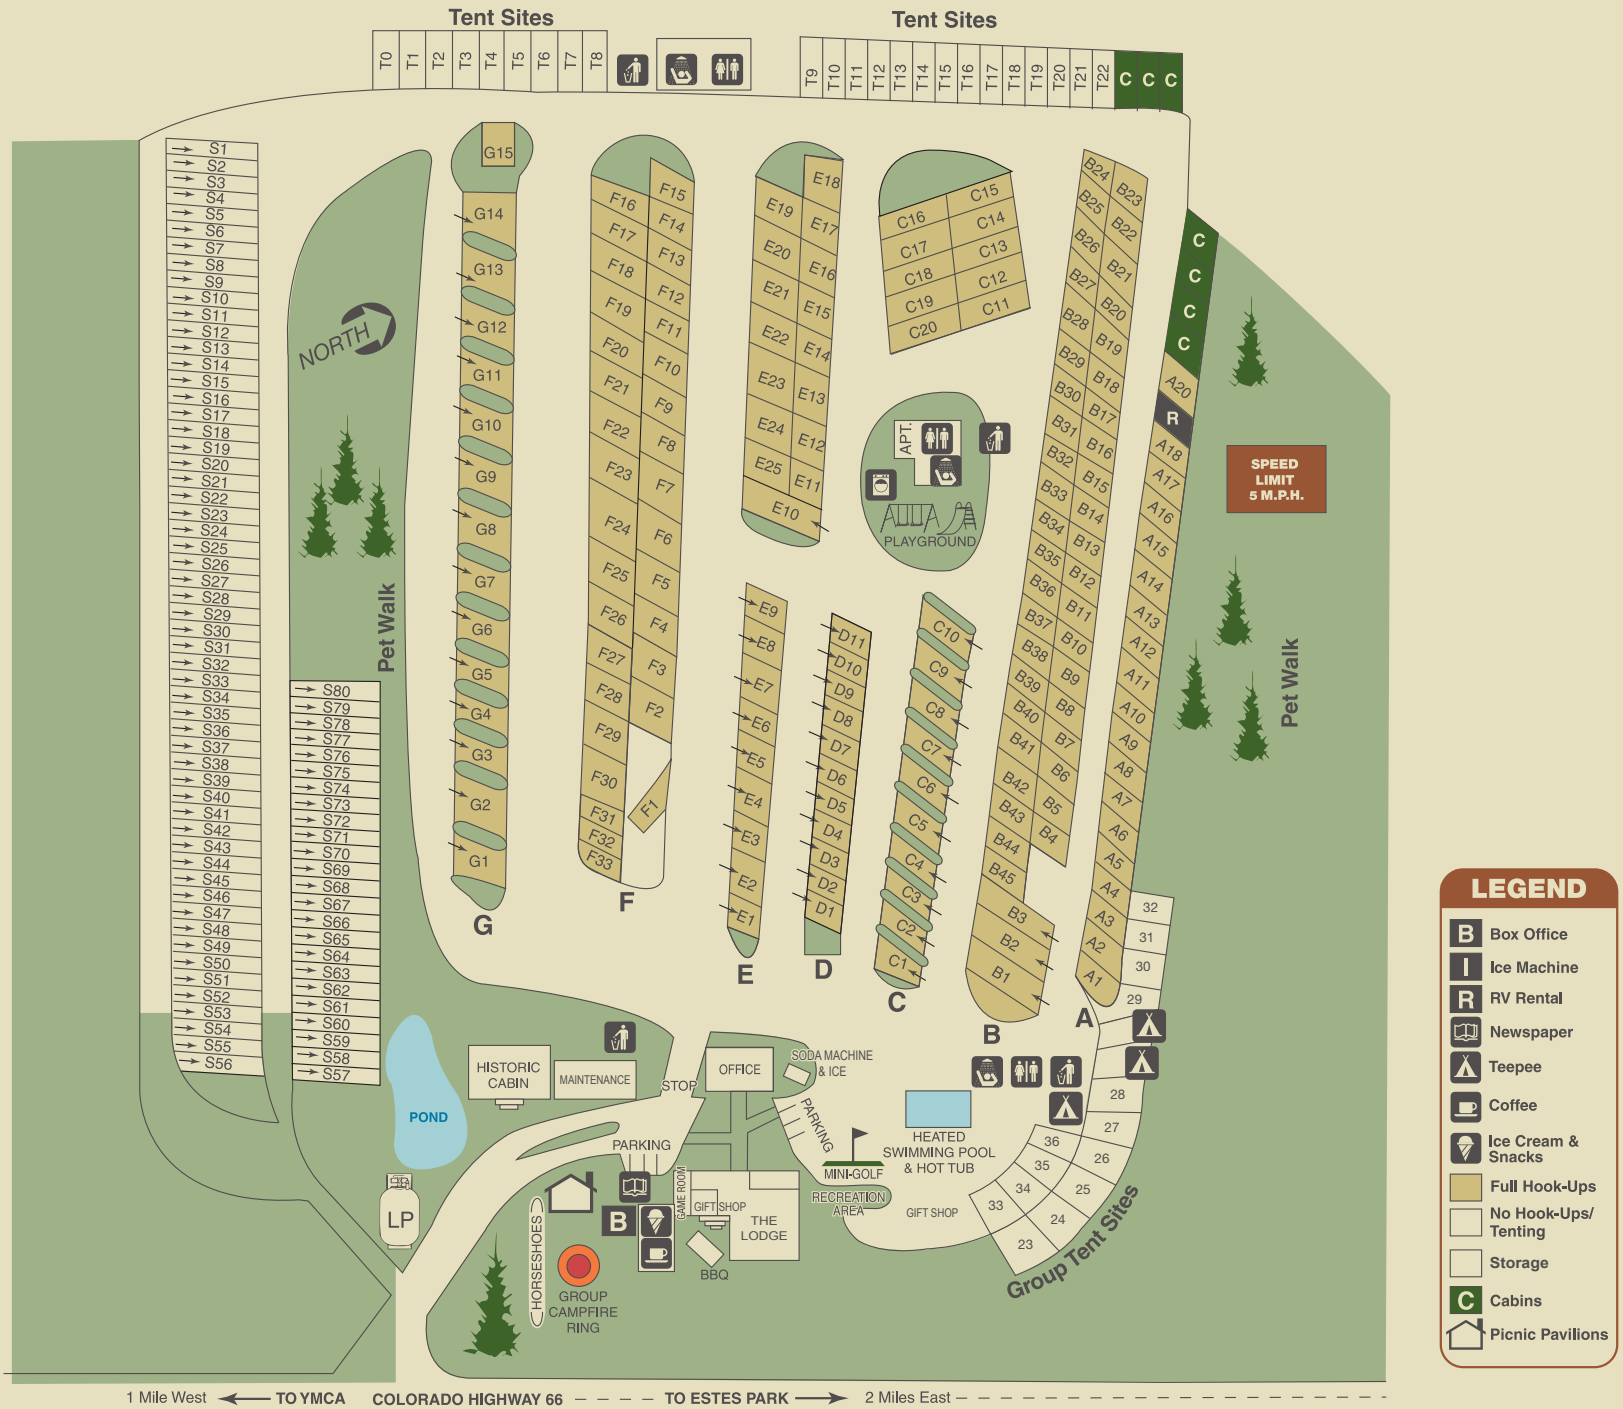 Tent Sites
Tent Sites
T0
T1
T2
T3
T4
T5
T6
T7
T8
T9
T10
T11
T12
T13
T14
T15
T16
T17
T18
T19
T20
T21
T22
C
C
C
S1
S2
S3
S4
S5
S6
S7
S8
S9
S10
S11
S12
S13
S14
S15
S16
S17
S18
S19
S20
S21
S22
S23
S24
S25
S26
S27
S28
S29
S30
S31
S32
S33
S34
S35
S36
S37
S38
S39
S40
S41
S42
S43
S44
S45
S46
S47
S48
S49
S50
S51
S52
S53
S54
S55
S56
NORTH
Pet Walk
S80
S79
S78
S77
S76
S75
S74
S73
S72
S71
S70
S69
S68
S67
S66
S65
S64
S63
S62
S61
S60
S59
S58
S57
G15
G14
G13
G12
G11
G10
G9
G8
G7
G6
G5
G4
G3
G2
G1
G
F15
F16
F14
F17
F13
F18
F12
F19
F11
F20
F10
F21
F9
F22
F8
F23
F7
F24
F6
F25
F5
F26
F4
F27
F3
F28
F2
F29
F30
F1
F31
F32
F33
F
E18
E19
E17
E20
E16
E21
E15
E22
E14
E23
E13
E24
E12
E25
E11
E10
E9
E8
E7
E6
E5
E4
E3
E2
E1
E
D11
D10
D9
D8
D7
D6
D5
D4
D3
D2
D1
D
C15
C16
C14
C17
C13
C18
C12
C19
C11
C20
APT.
PLAYGROUND
C10
C9
C8
C7
C6
C5
C4
C3
C2
C1
C
B24
B23
B25
B22
B26
B21
B27
B20
B28
B19
B29
B18
B30
B17
B31
B16
B32
B15
B33
B14
B34
B13
B35
B12
B36
B11
B37
B10
B38
B9
B39
B8
B40
B7
B41
B6
B42
B5
B43
B4
B44
B45
B3
B2
B1
B
C
C
C
C
A20
R
A18
A17
A16
A15
A14
A13
A12
A11
A10
A9
A8
A7
A6
A5
A4
A3
A2
A1
A
SPEED
LIMIT
5 M.P.H.
Pet Walk
32
31
30
29
28
27
26
25
24
23
36
35
34
33
Group Tent Sites
POND
LP
HISTORIC
CABIN
MAINTENANCE
STOP
OFFICE
SODA MACHINE
& ICE
PARKING
PARKING
HEATED
SWIMMING POOL
& HOT TUB
MINI-GOLF
RECREATION
AREA
GIFT SHOP
GAME ROOM
GIFT SHOP
THE
LODGE
B
BBQ
HORSESHOES
GROUP
CAMPFIRE
RING
LEGEND
B Box Office
I Ice Machine
R RV Rental
Newspaper
Teepee
Coffee
Ice Cream &
Snacks
Full Hook-Ups
No Hook-Ups/
Tenting
Storage
C Cabins
Picnic Pavilions
1 Mile West TO YMCA COLORADO HIGHWAY 66 TO ESTES PARK 2 Miles East